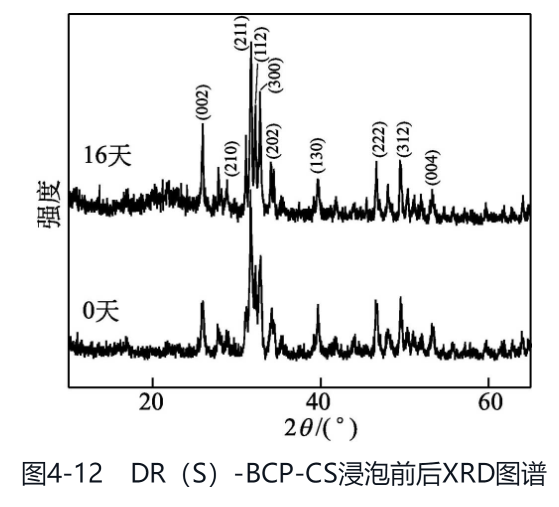 (211)
(112)
(300)
(002)
(210)
(202)
(130)
(222)
(312)
(004)
16天
0天
强度
20
40
60
2θ/(°)
图4-12 DR（S）-BCP-CS浸泡前后XRD图谱